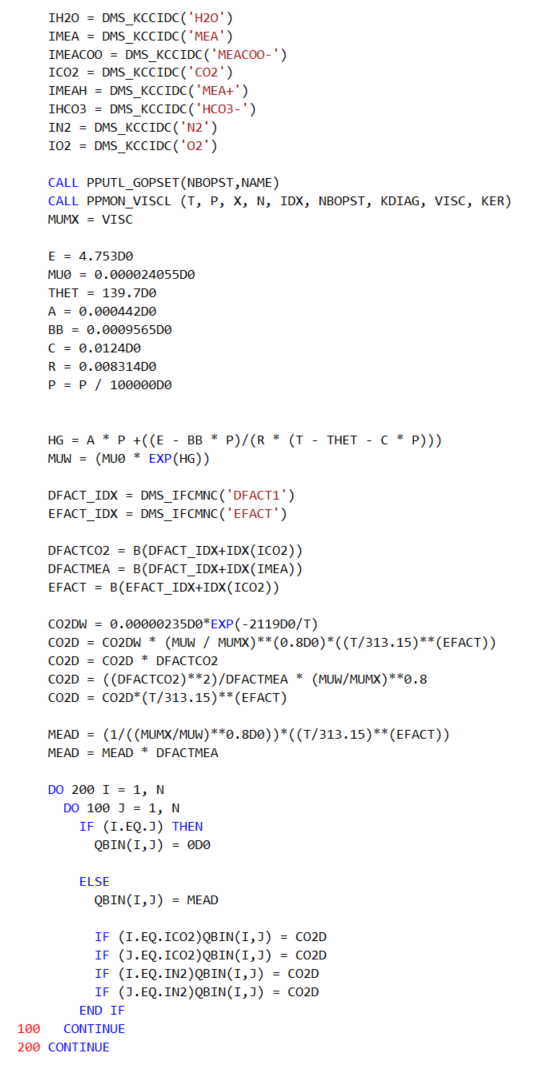 IH2O = DMS_KCCIDC('H2O')
IMEA = DMS_KCCIDC('MEA')
IMEACOO = DMS_KCCIDC('MEACOO-')
ICO2 = DMS_KCCIDC('CO2')
IMEAH = DMS_KCCIDC('MEA+')
IHCO3 = DMS_KCCIDC('HCO3-')
IN2 = DMS_KCCIDC('N2')
IO2 = DMS_KCCIDC('O2')
CALL PPUTL_GOPSET(NBOPST,NAME)
CALL PPMON_VISCL (T, P, X, N, IDX, NBOPST, KDIAG, VISC, KER)
MUMX = VISC
E = 4.753D0
MU0 = 0.000024055D0
THET = 139.7D0
A = 0.000442D0
BB = 0.0009565D0
C = 0.0124D0
R = 0.008314D0
P = P / 100000D0
HG = A * P +((E - BB * P)/(R * (T - THET - C * P)))
MUW = (MU0 * EXP(HG))
DFACT_IDX = DMS_IFCMNC('DFACT1')
EFACT_IDX = DMS_IFCMNC('EFACT')
DFACTCO2 = B(DFACT_IDX+IDX(ICO2))
DFACTMEA = B(DFACT_IDX+IDX(IMEA))
EFACT = B(EFACT_IDX+IDX(ICO2))
CO2DW = 0.00000235D0*EXP(-2119D0/T)
CO2D = CO2DW * (MUW / MUMX)**(0.8D0)*((T/313.15)**(EFACT))
CO2D = CO2D * DFACTCO2
CO2D = ((DFACTCO2)**2)/DFACTMEA * (MUW/MUMX)**0.8
CO2D = CO2D*(T/313.15)**(EFACT)
MEAD = (1/((MUMX/MUW)**0.8D0))*((T/313.15)**(EFACT))
MEAD = MEAD * DFACTMEA
DO 200 I = 1, N
DO 100 J = 1, N
IF (I.EQ.J) THEN
QBIN(I,J) = 0D0
ELSE
QBIN(I,J) = MEAD
IF (I.EQ.ICO2)QBIN(I,J) = CO2D
IF (J.EQ.ICO2)QBIN(I,J) = CO2D
IF (I.EQ.IN2)QBIN(I,J) = CO2D
IF (J.EQ.IN2)QBIN(I,J) = CO2D
END IF
100 CONTINUE
200 CONTINUE